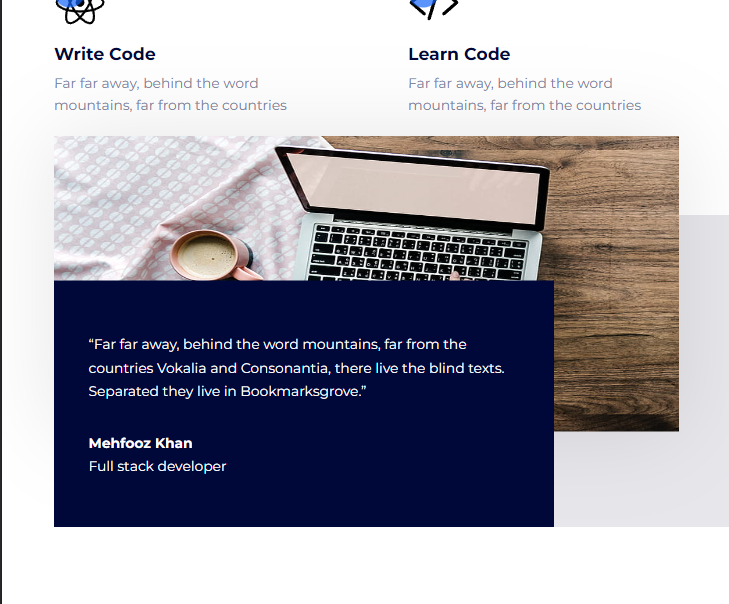 Write Code
Far far away, behind the word
mountains, far from the countries
Learn Code
Far far away, behind the word
mountains, far from the countries
“Far far away, behind the word mountains, far from the
countries Vokalia and Consonantia, there live the blind texts.
Separated they live in Bookmarksgrove.”
Mehfooz Khan
Full stack developer